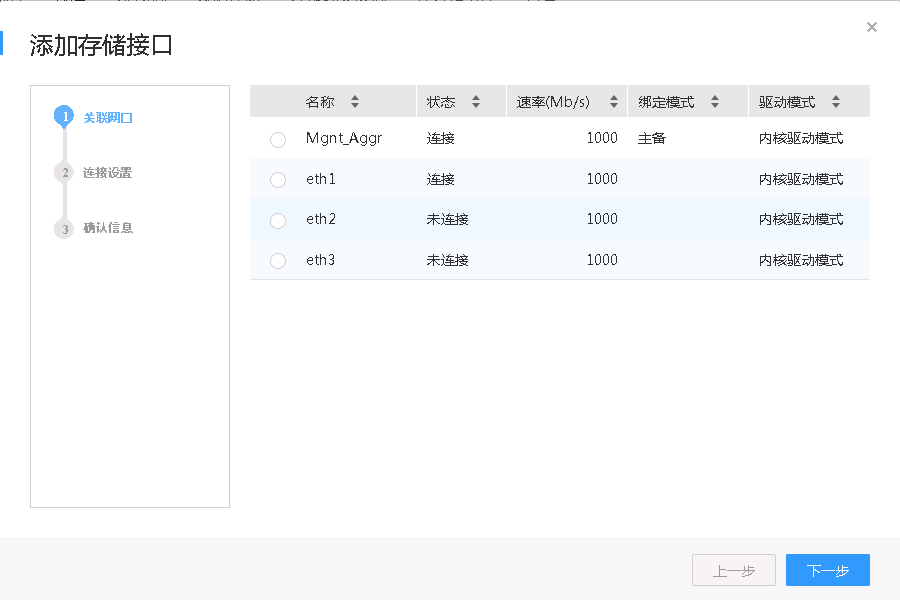 添加存储接口
×
1 关联网口
2 连接设置
3 确认信息
名称 状态 速率(Mb/s) 绑定模式 驱动模式
Mgnt_Aggr 连接 1000 主备 内核驱动模式
eth1 连接 1000 内核驱动模式
eth2 未连接 1000 内核驱动模式
eth3 未连接 1000 内核驱动模式
上一步 下一步